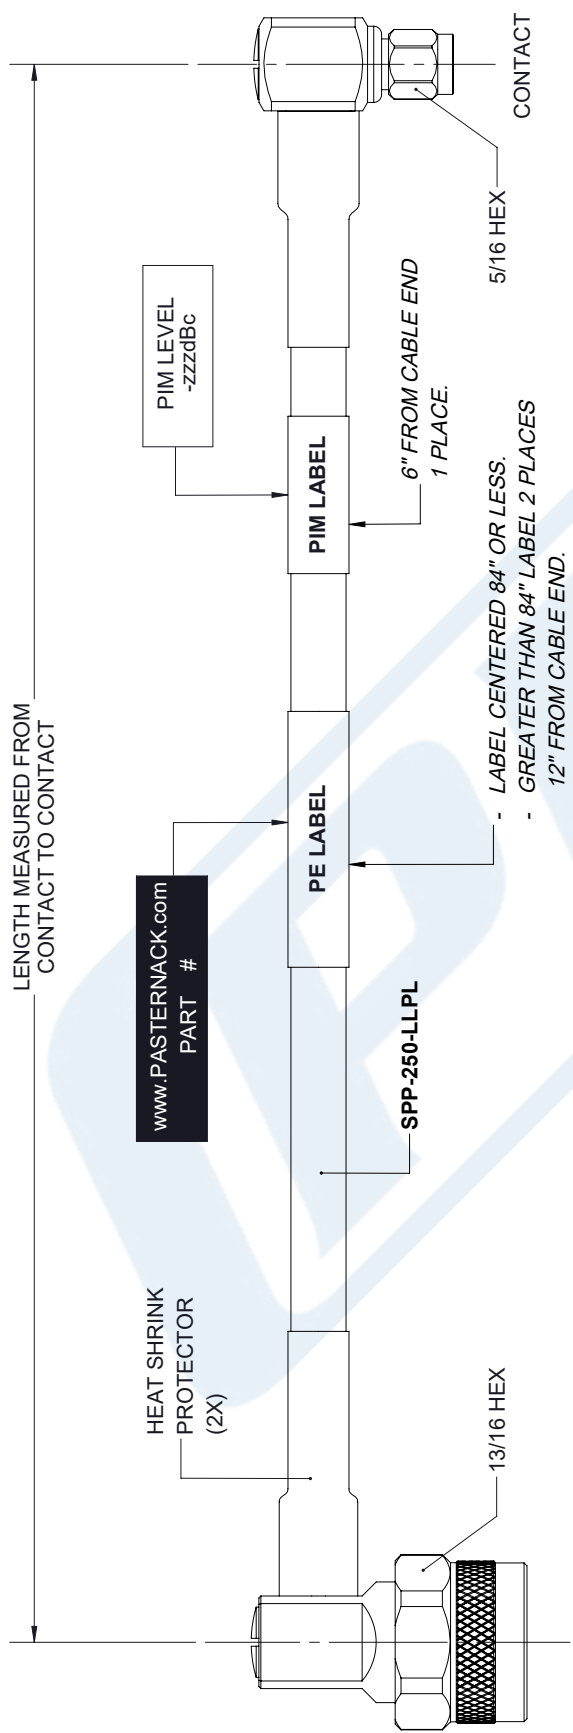 LENGTH MEASURED FROM
CONTACT TO CONTACT
HEAT SHRINK
PROTECTOR
(2X)
www.PASTERNACK.com
PART #
PIM LEVEL
-zzzdBc
PE LABEL
PIM LABEL
SPP-250-LLPL
6" FROM CABLE END
1 PLACE.
13/16 HEX
- LABEL CENTERED 84" OR LESS.
- GREATER THAN 84" LABEL 2 PLACES
12" FROM CABLE END.
5/16 HEX
CONTACT